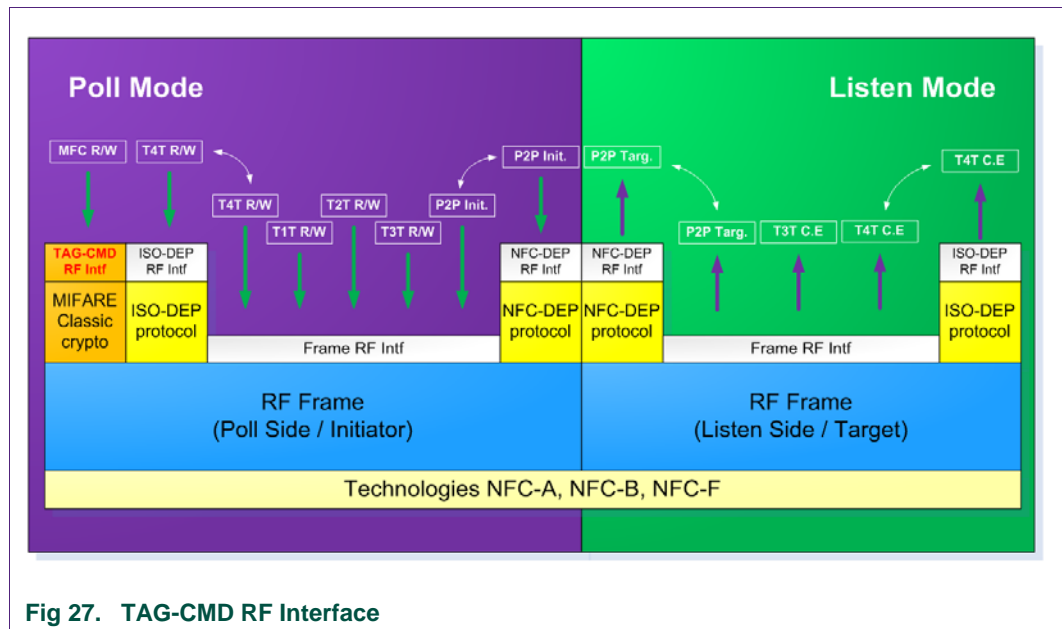 Poll Mode
Listen Mode
MFC R/W
T4T R/W
P2P Init.
P2P Targ.
T4T C.E
T4T R/W
T2T R/W
P2P Init.
T1T R/W
T3T R/W
P2P Targ.
T3T C.E
T4T C.E
TAG-CMD
RF Intf
ISO-DEP
RF Intf
NFC-DEP
RF Intf
NFC-DEP
RF Intf
ISO-DEP
RF Intf
MIFARE
Classic
crypto
ISO-DEP
protocol
NFC-DEP
protocol
NFC-DEP
protocol
ISO-DEP
protocol
Frame RF Intf
Frame RF Intf
RF Frame
(Poll Side / Initiator)
RF Frame
(Listen Side / Target)
Technologies NFC-A, NFC-B, NFC-F
Fig 27. TAG-CMD RF Interface